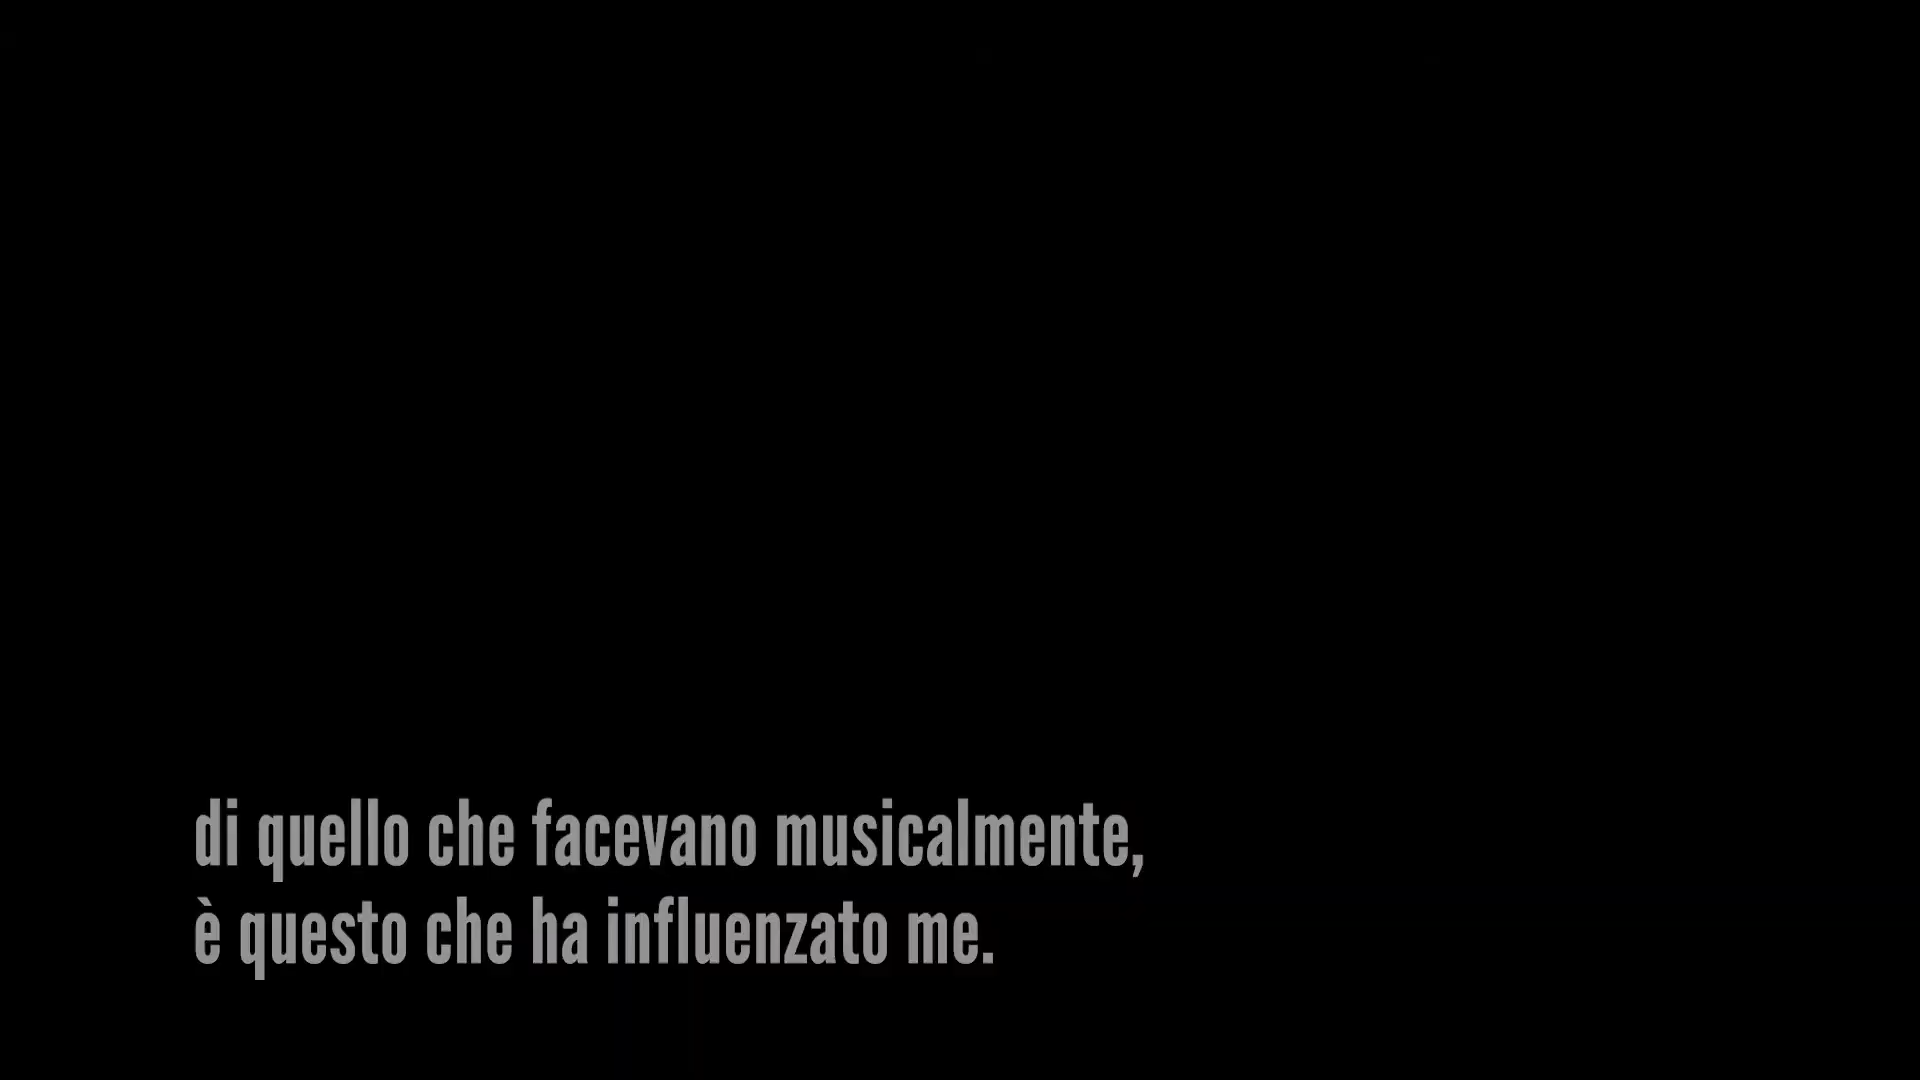 di quello che facevano musicalmente,
è questo che ha influenzato me.